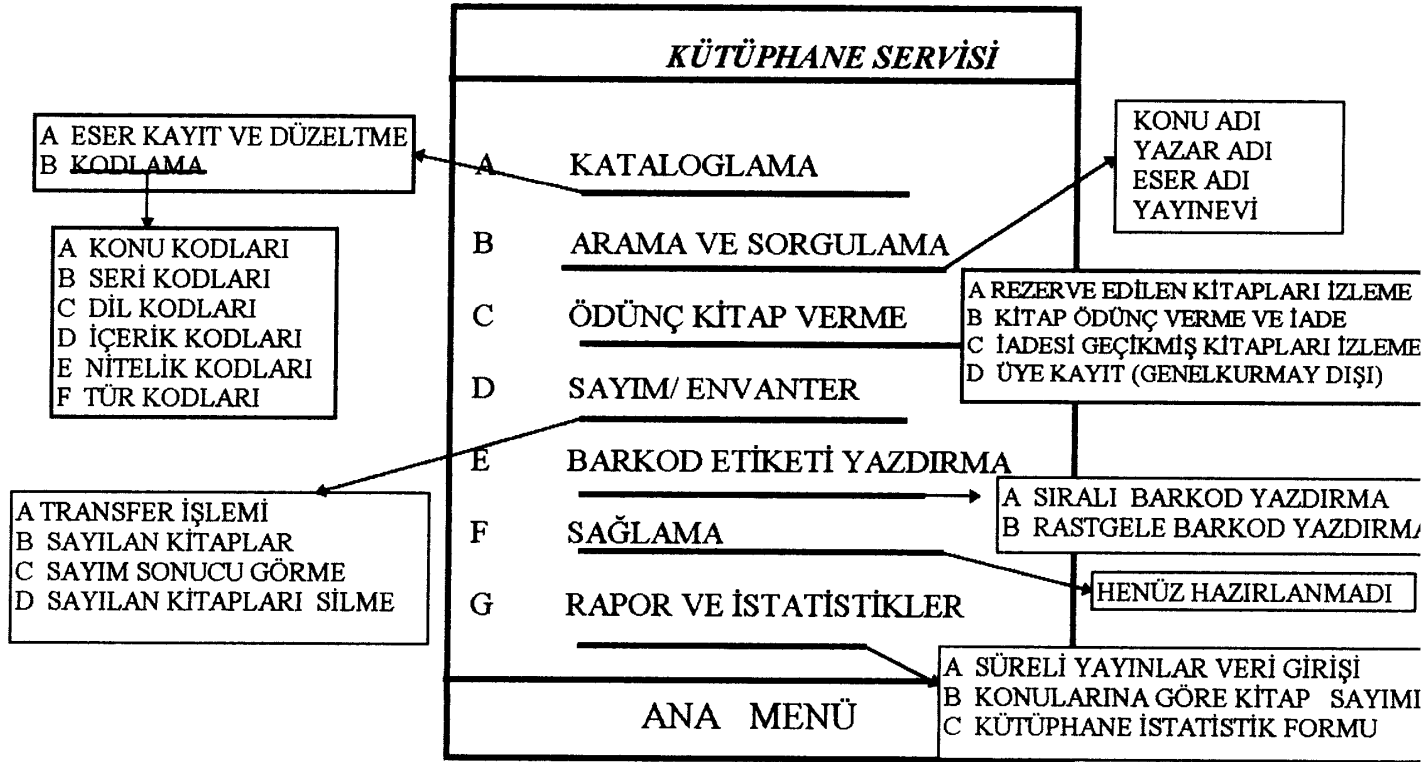 KÜTÜPHANE SERVİSİ
A KATALOGLAMA
B ARAMA VE SORGULAMA
C ÖDÜNÇ KİTAP VERME
D SAYIM/ ENVANTER
E BARKOD ETİKETİ YAZDIRMA
F SAĞLAMA
G RAPOR VE İSTATİSTİKLER
ANA MENÜ
A ESER KAYIT VE DÜZELTME
B KODLAMA
A KONU KODLARI
B SERİ KODLARI
C DİL KODLARI
D İÇERİK KODLARI
E NİTELİK KODLARI
F TÜR KODLARI
KONU ADI
YAZAR ADI
ESER ADI
YAYINEVİ
A REZERVE EDİLEN KİTAPLARI İZLEME
B KİTAP ÖDÜNÇ VERME VE İADE
C İADESİ GEÇİKMİŞ KİTAPLARI İZLEME
D ÜYE KAYIT (GENELKURMAY DIŞI)
A TRANSFER İŞLEMİ
B SAYILAN KİTAPLAR
C SAYIM SONUCU GÖRME
D SAYILAN KİTAPLARI SİLME
A SIRALI BARKOD YAZDIRMA
B RASTGELE BARKOD YAZDIRMA
HENÜZ HAZIRLANMADI
A SÜRELİ YAYINLAR VERİ GİRİŞİ
B KONULARINA GÖRE KİTAP SAYIMI
C KÜTÜPHANE İSTATİSTİK FORMU